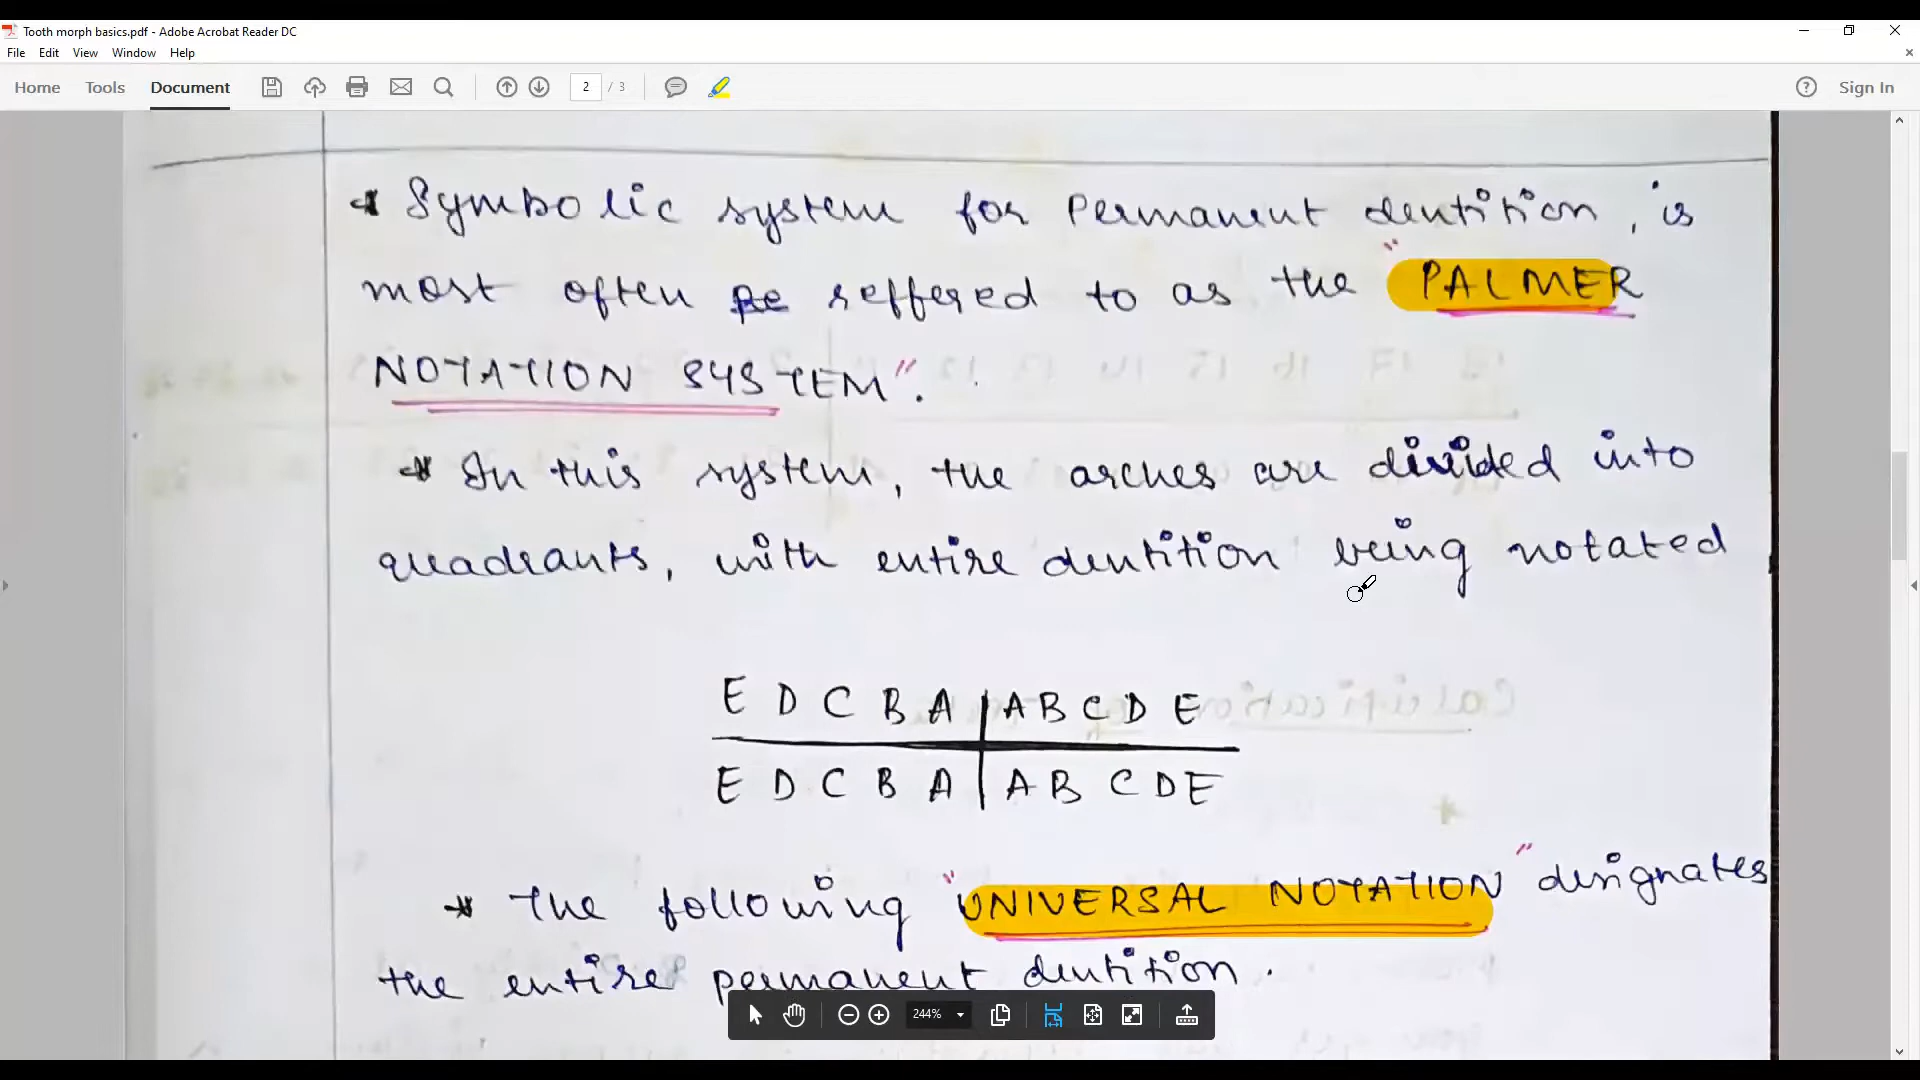 Tooth morph basics.pdf - Adobe Acrobat Reader DC
File Edit View Window Help
Home Tools Document 2 / 3 Sign In
* Symbolic system for Permanent dentition, is
most often reffered to as the "PALMER
NOTATION SYSTEM".
* In this system, the arches are divided into
quadrants, with entire dentition being notated
E D C B A | A B C D E
E D C B A | A B C D E
* The following "UNIVERSAL NOTATION" designates
the entire permanent dentition.
244%